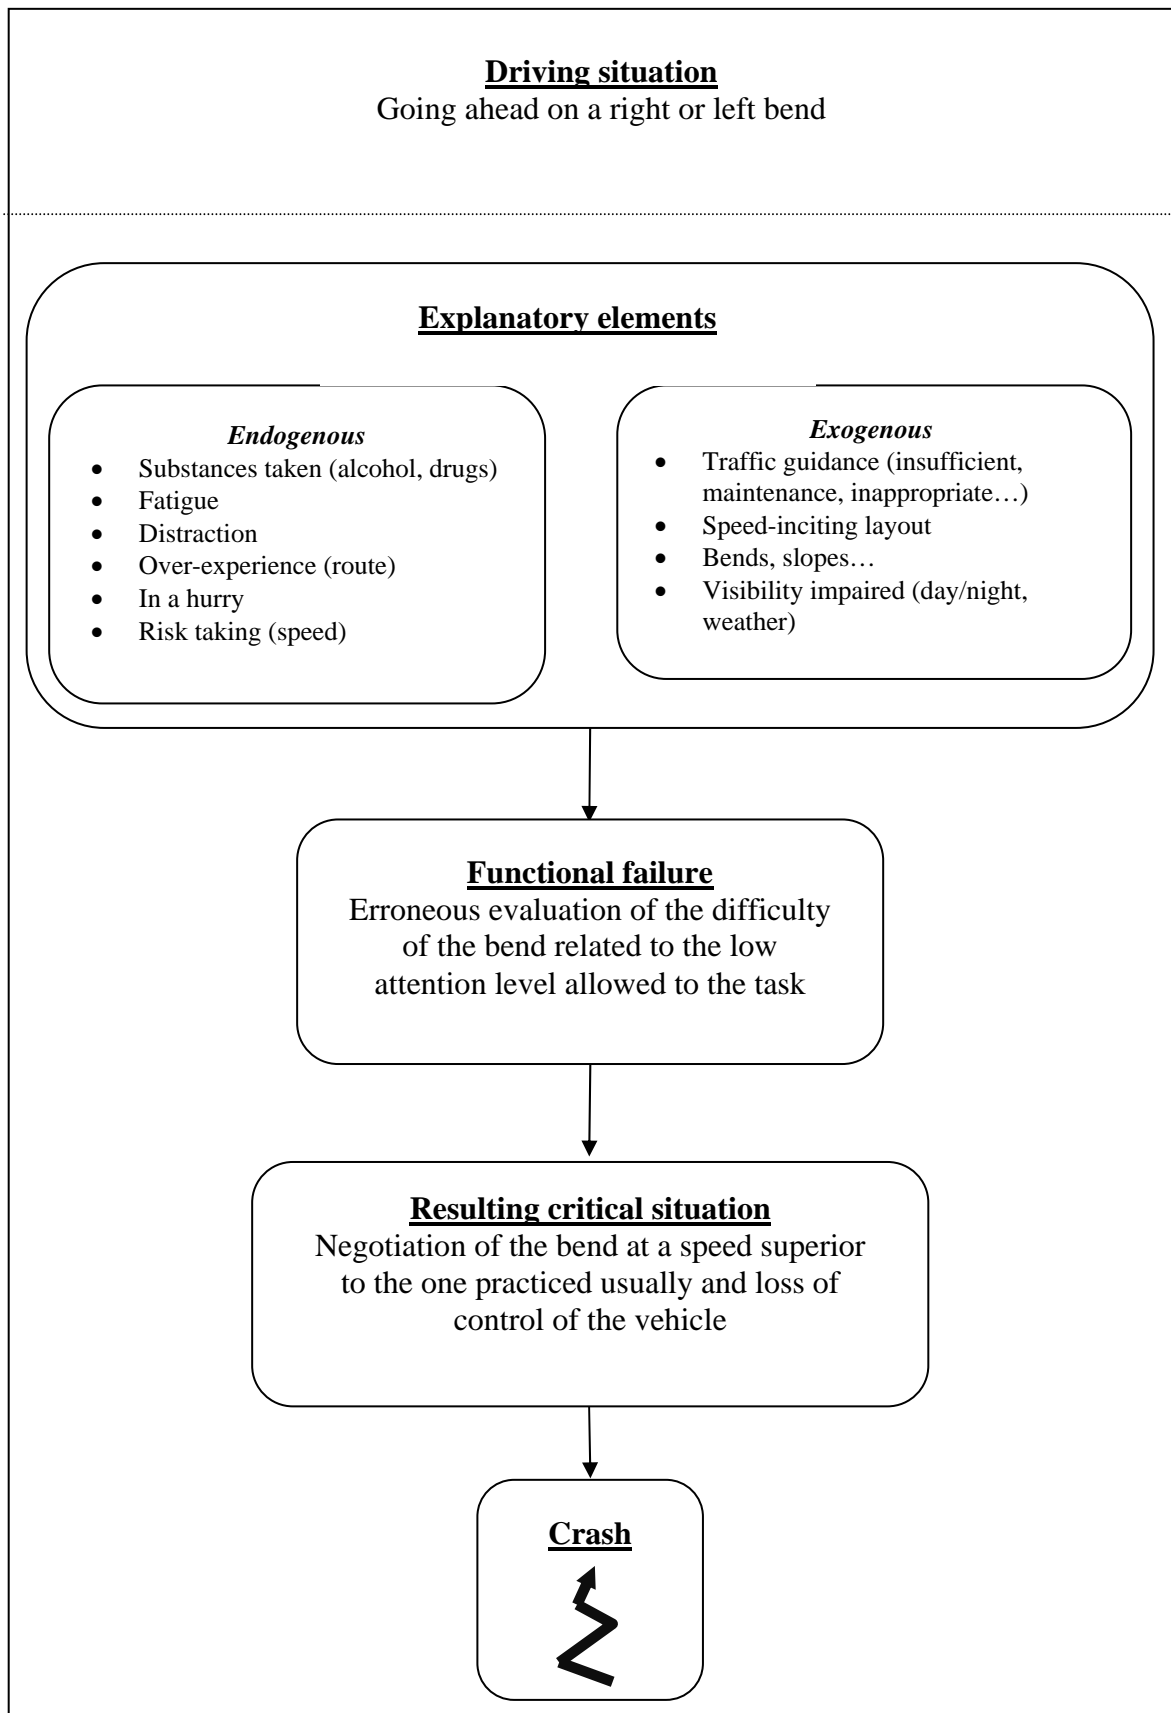 Driving situation
Going ahead on a right or left bend
Explanatory elements
Endogenous
• Substances taken (alcohol, drugs)
• Fatigue
• Distraction
• Over-experience (route)
• In a hurry
• Risk taking (speed)
Exogenous
• Traffic guidance (insufficient,
maintenance, inappropriate…)
• Speed-inciting layout
• Bends, slopes…
• Visibility impaired (day/night,
weather)
Functional failure
Erroneous evaluation of the difficulty
of the bend related to the low
attention level allowed to the task
Resulting critical situation
Negotiation of the bend at a speed superior
to the one practiced usually and loss of
control of the vehicle
Crash